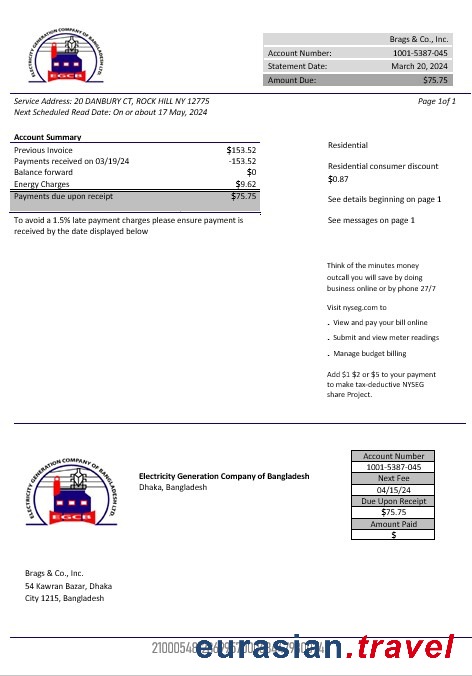 ELECTRICITY GENERATION COMPANY OF BANGLADESH LTD.
EGCB
Brags & Co., Inc.
Account Number: 1001-5387-045
Statement Date: March 20, 2024
Amount Due: $75.75
Service Address: 20 DANBURY CT, ROCK HILL NY 12775 Page 1of 1
Next Scheduled Read Date: On or about 17 May, 2024
Account Summary
Previous Invoice $153.52
Payments received on 03/19/24 -153.52
Balance forward $0
Energy Charges $9.62
Payments due upon receipt $75.75
To avoid a 1.5% late payment charges please ensure payment is
received by the date displayed below
Residential
Residential consumer discount
$0.87
See details beginning on page 1
See messages on page 1
Think of the minutes money
outcall you will save by doing
business online or by phone 27/7
Visit nyseg.com to
. View and pay your bill online
. Submit and view meter readings
. Manage budget billing
Add $1 $2 or $5 to your payment
to make tax-deductive NYSEG
share Project.
ELECTRICITY GENERATION COMPANY OF BANGLADESH LTD.
EGCB
Electricity Generation Company of Bangladesh
Dhaka, Bangladesh
Account Number
1001-5387-045
Next Fee
04/15/24
Due Upon Receipt
$75.75
Amount Paid
$
Brags & Co., Inc.
54 Kawran Bazar, Dhaka
City 1215, Bangladesh
eurasian.travel